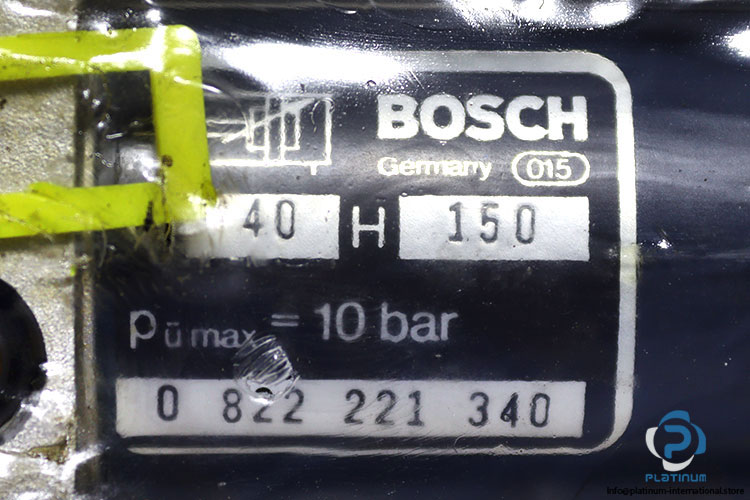 BOSCH
Germany 015
40 H 150
pü max = 10 bar
0 822 221 340
PLATINUM
info@platinum-international.store